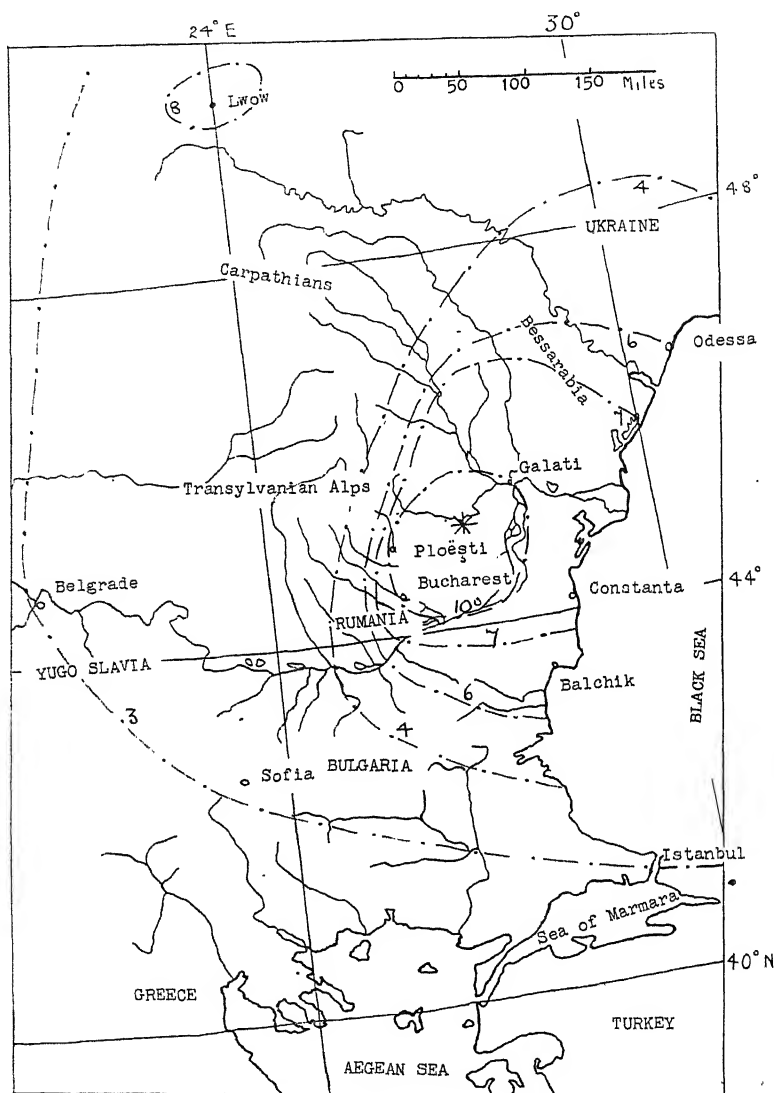 24° E 30°
0 50 100 150 Miles
8 Lwow
4
48°
UKRAINE
Carpathians
Bessarabia
6
Odessa
7
Galati
Transylvanian Alps
Ploëşti
Belgrade
Bucharest
44°
Constanta
10
RUMANIA
7
YUGO SLAVIA
Balchik
BLACK SEA
6
3
4
Sofia BULGARIA
Istanbul
Sea of Marmara
40° N
GREECE
TURKEY
AEGEAN SEA